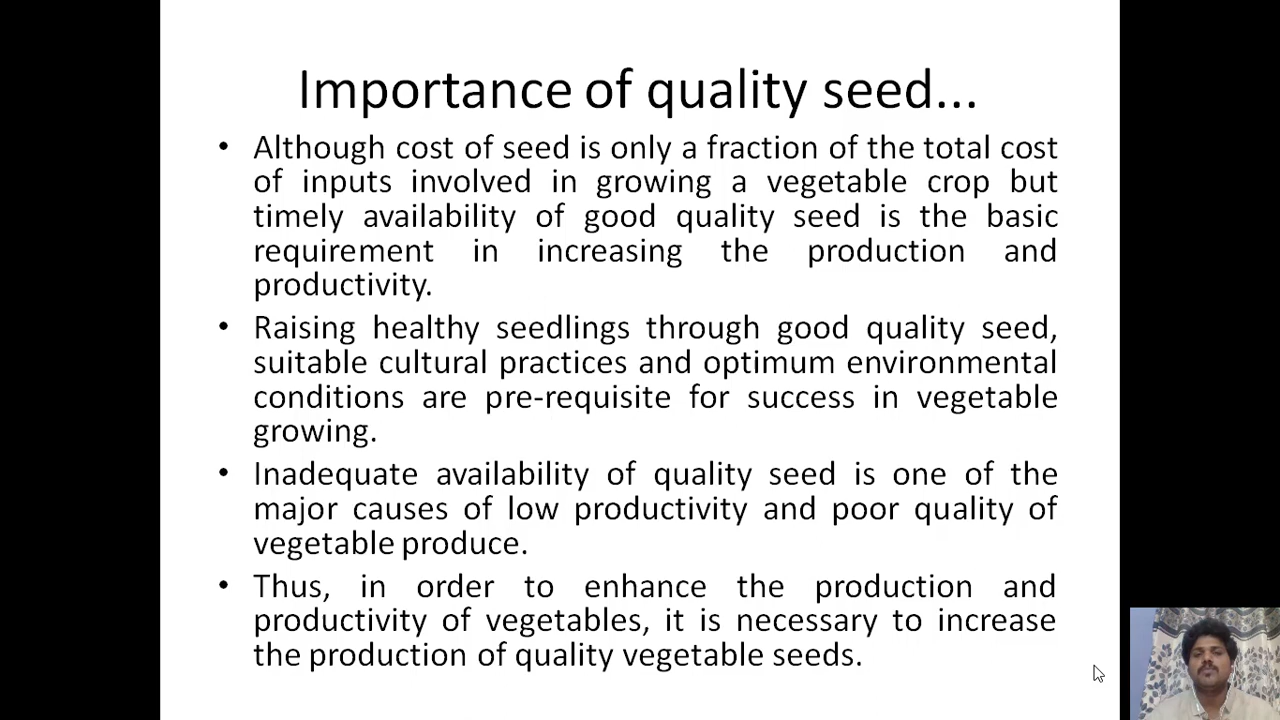 Importance of quality seed...
• Although cost of seed is only a fraction of the total cost
of inputs involved in growing a vegetable crop but
timely availability of good quality seed is the basic
requirement in increasing the production and
productivity.
• Raising healthy seedlings through good quality seed,
suitable cultural practices and optimum environmental
conditions are pre-requisite for success in vegetable
growing.
• Inadequate availability of quality seed is one of the
major causes of low productivity and poor quality of
vegetable produce.
• Thus, in order to enhance the production and
productivity of vegetables, it is necessary to increase
the production of quality vegetable seeds.